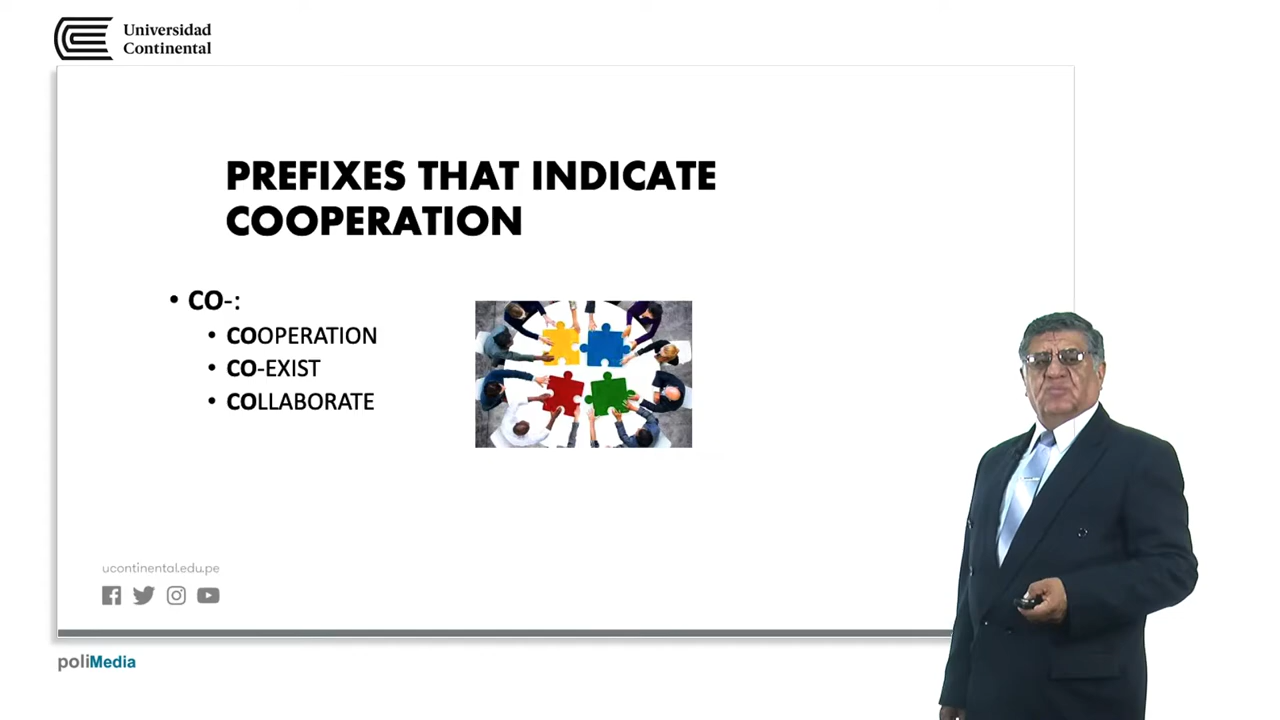 Universidad
Continental
PREFIXES THAT INDICATE
COOPERATION
• CO-:
• COOPERATION
• CO-EXIST
• COLLABORATE
ucontinental.edu.pe
poliMedia